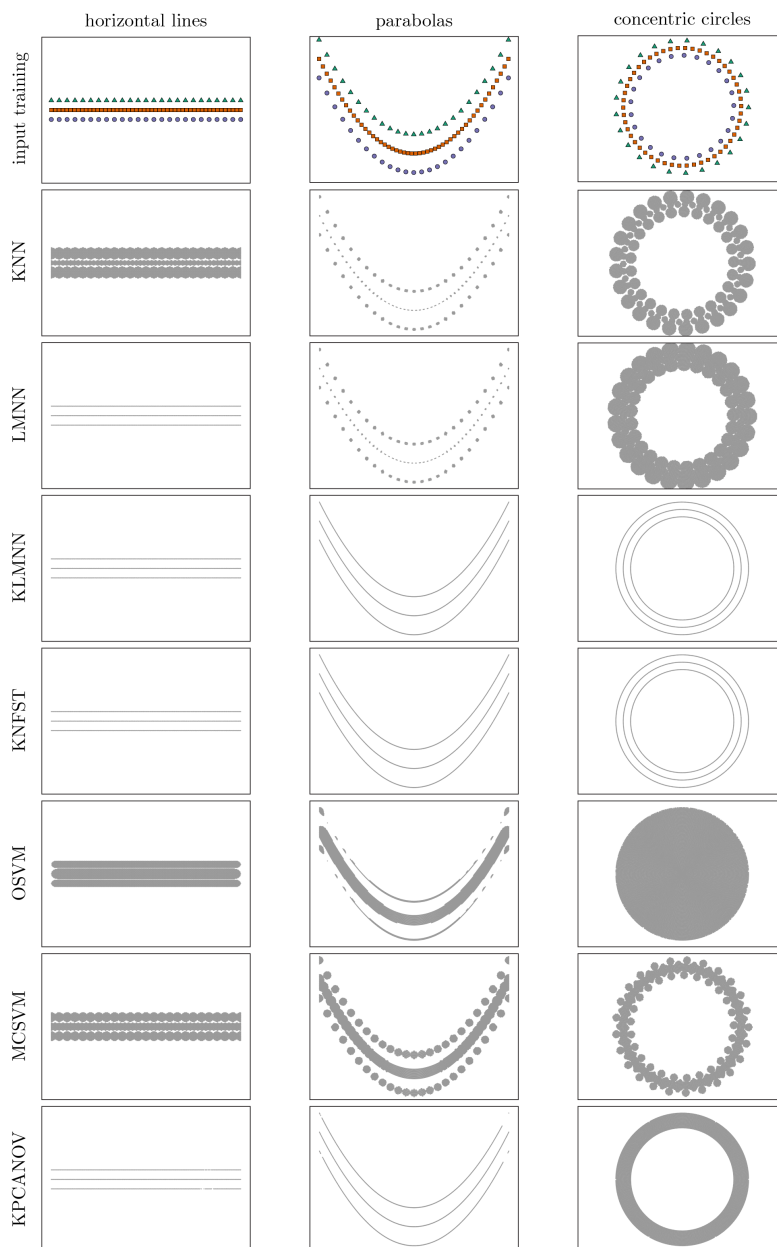 horizontal lines parabolas concentric circles
input training
KNN
LMNN
KLMNN
KNFST
OSVM
MCSVM
KPCANOV